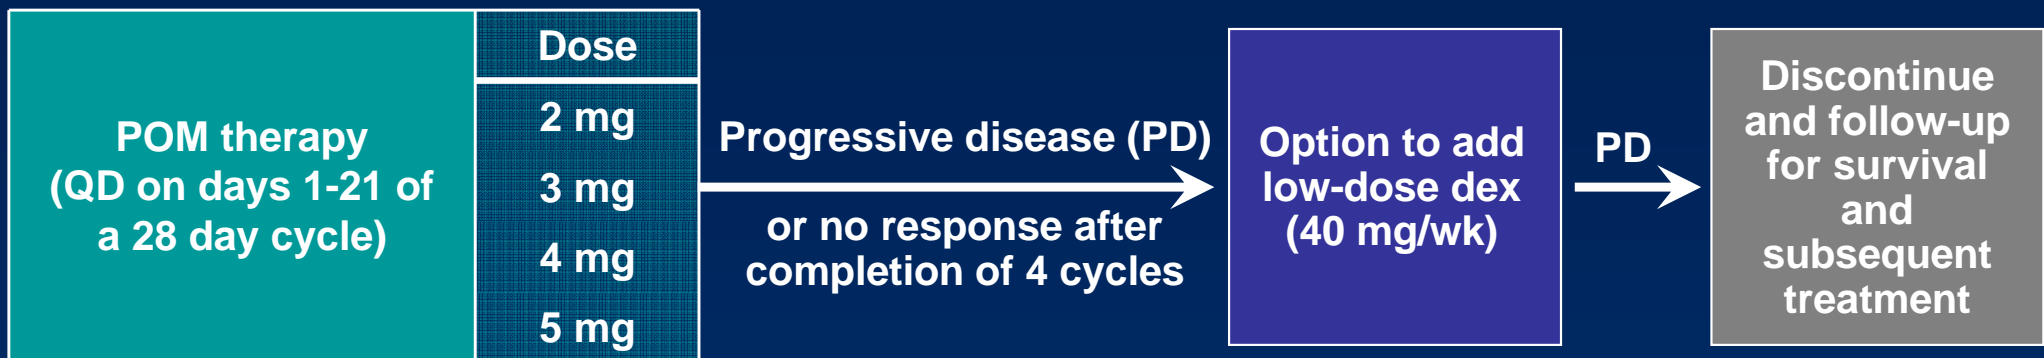 POM therapy
(QD on days 1-21 of
a 28 day cycle)
Dose
2 mg
3 mg
4 mg
5 mg
Progressive disease (PD)
or no response after
completion of 4 cycles
Option to add
low-dose dex
(40 mg/wk)
PD
Discontinue
and follow-up
for survival
and
subsequent
treatment